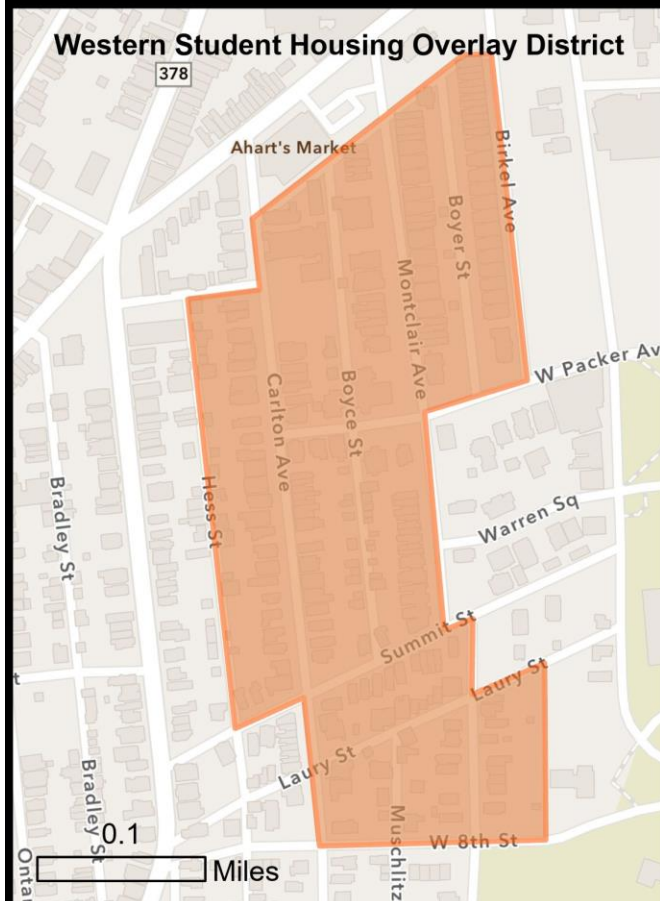 Western Student Housing Overlay District
378
Ahart's Market
Birkel Ave
Boyer St
Montclair Ave
W Packer Av
Boyce St
Carlton Ave
Hess St
Bradley St
Warren Sq
Summit St
t
Laury St
Laury St
Bradley St
Muschlitz
W 8th St
0.1
Miles
Onta